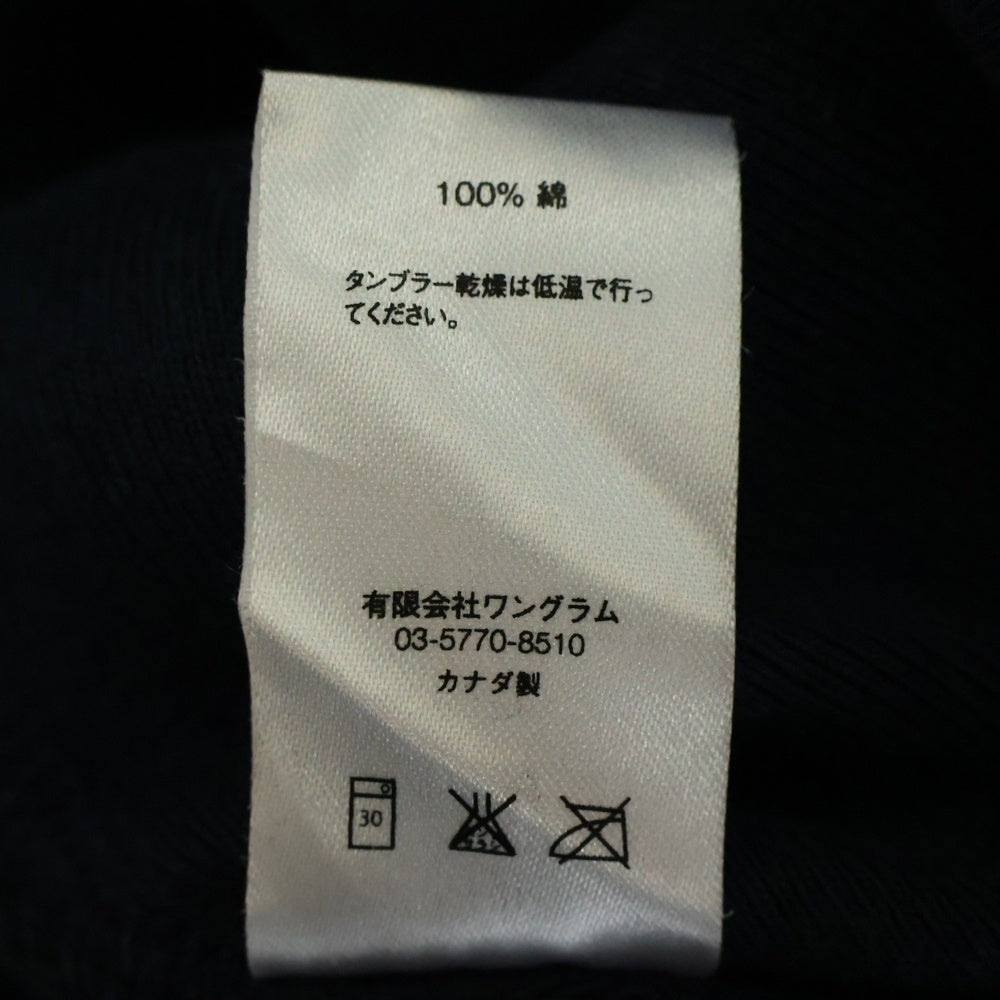 100% 綿
タンブラー乾燥は低温で行っ
てください。
有限会社ワングラム
03-5770-8510
カナダ製
30